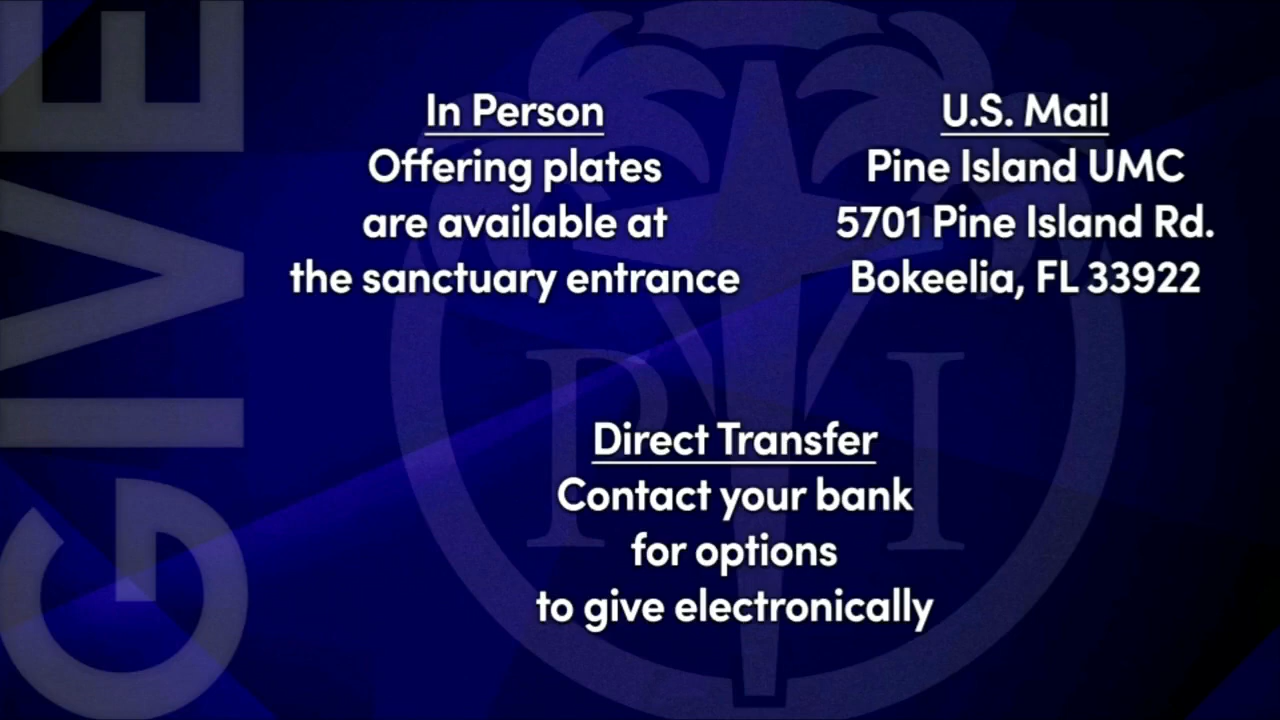 GIVE
In Person
Offering plates
are available at
the sanctuary entrance
U.S. Mail
Pine Island UMC
5701 Pine Island Rd.
Bokeelia, FL 33922
P I
Direct Transfer
Contact your bank
for options
to give electronically